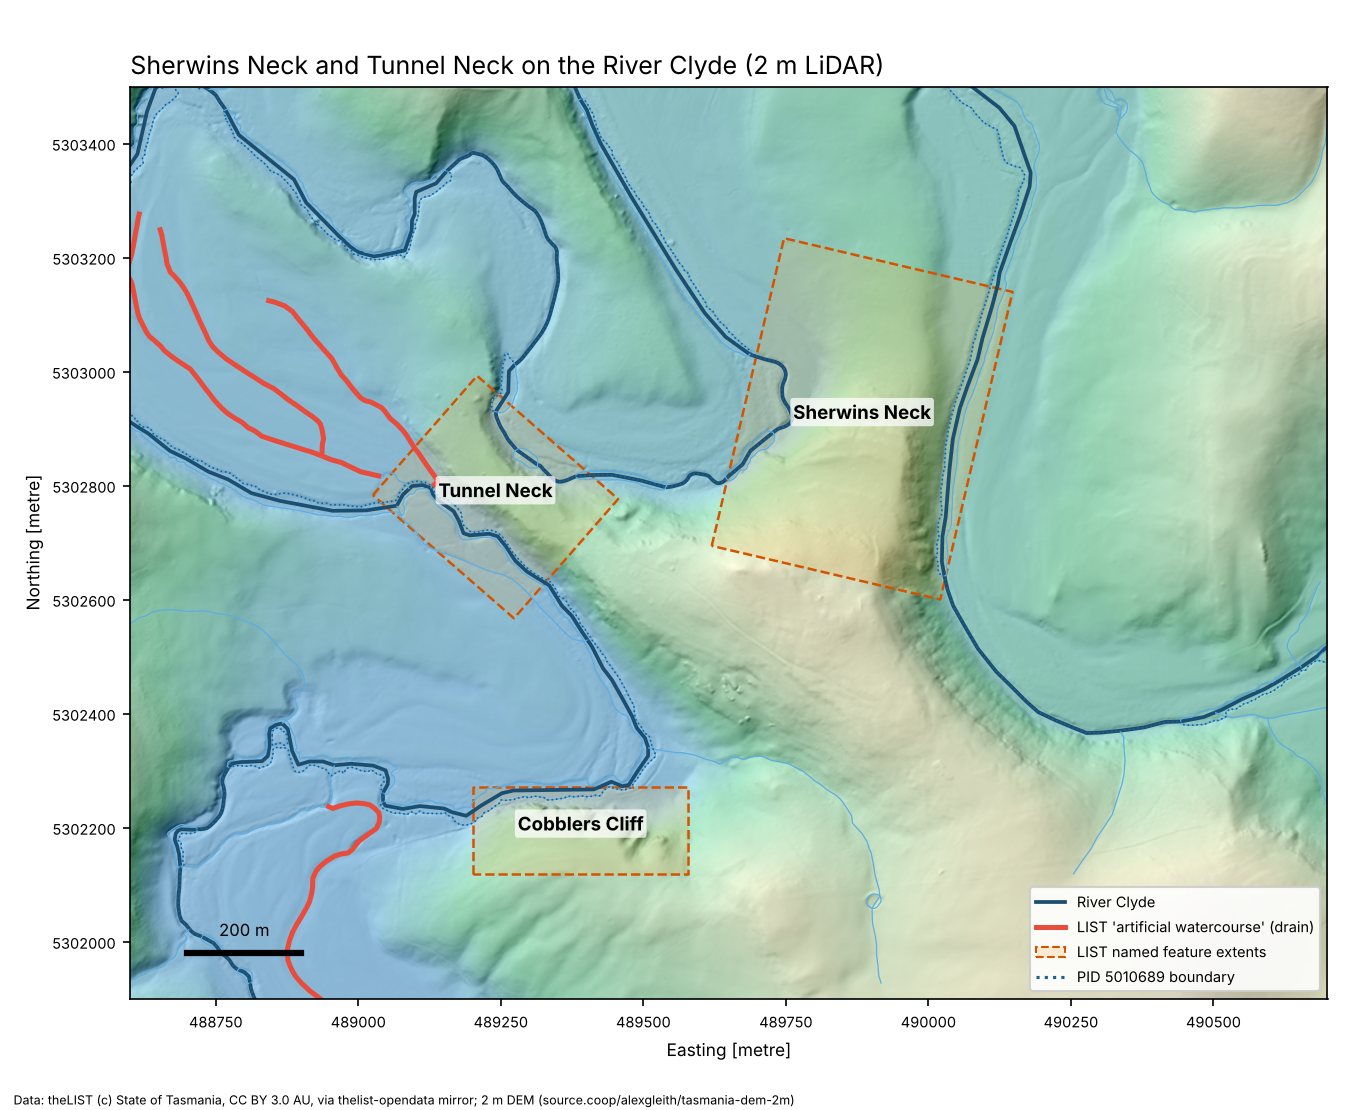 Sherwins Neck and Tunnel Neck on the River Clyde (2 m LiDAR)
5303400
5303200
5303000
5302800
5302600
5302400
5302200
5302000
Northing [metre]
Sherwins Neck
Tunnel Neck
Cobblers Cliff
200 m
River Clyde
LIST 'artificial watercourse' (drain)
LIST named feature extents
PID 5010689 boundary
488750 489000 489250 489500 489750 490000 490250 490500
Easting [metre]
Data: theLIST (c) State of Tasmania, CC BY 3.0 AU, via thelist-opendata mirror; 2 m DEM (source.coop/alexgleith/tasmania-dem-2m)